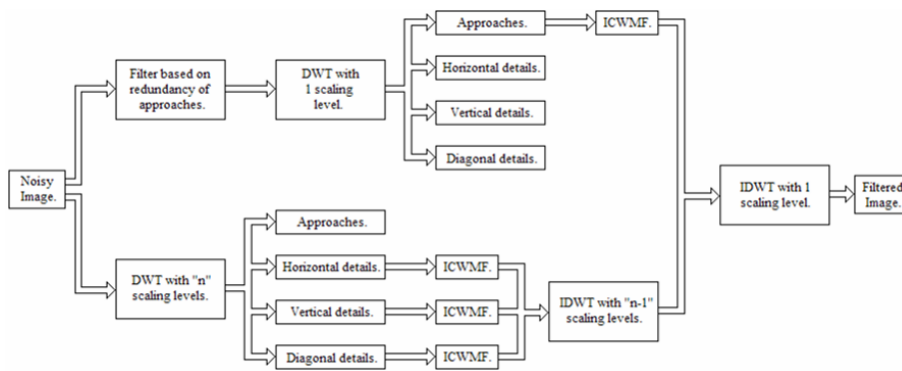 Approaches.
ICWMF.
Filter based on
redundancy of
approaches.
DWT with
1 scaling
level.
Horizontal details.
Vertical details.
Diagonal details.
Noisy
Image.
IDWT with 1
scaling level.
Filtered
Image.
Approaches.
DWT with "n"
scaling levels.
Horizontal details.
ICWMF.
Vertical details.
ICWMF.
Diagonal details.
ICWMF.
IDWT with "n-1"
scaling levels.